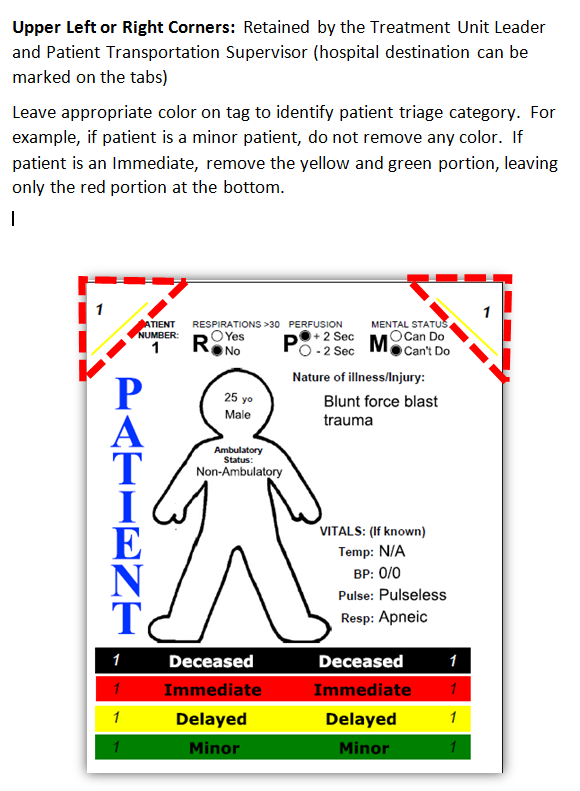 Upper Left or Right Corners: Retained by the Treatment Unit Leader
and Patient Transportation Supervisor (hospital destination can be
marked on the tabs)
Leave appropriate color on tag to identify patient triage category. For
example, if patient is a minor patient, do not remove any color. If
patient is an Immediate, remove the yellow and green portion, leaving
only the red portion at the bottom.
1 1
PATIENT NUMBER: 1
RESPIRATIONS >30
R Yes
No
PERFUSION
P + 2 Sec
- 2 Sec
MENTAL STATUS
M Can Do
Can't Do
PATIENT
25 yo
Male
Ambulatory
Status:
Non-Ambulatory
Nature of illness/Injury:
Blunt force blast
trauma
VITALS: (If known)
Temp: N/A
BP: 0/0
Pulse: Pulseless
Resp: Apneic
1 Deceased Deceased 1
1 Immediate Immediate 1
1 Delayed Delayed 1
1 Minor Minor 1